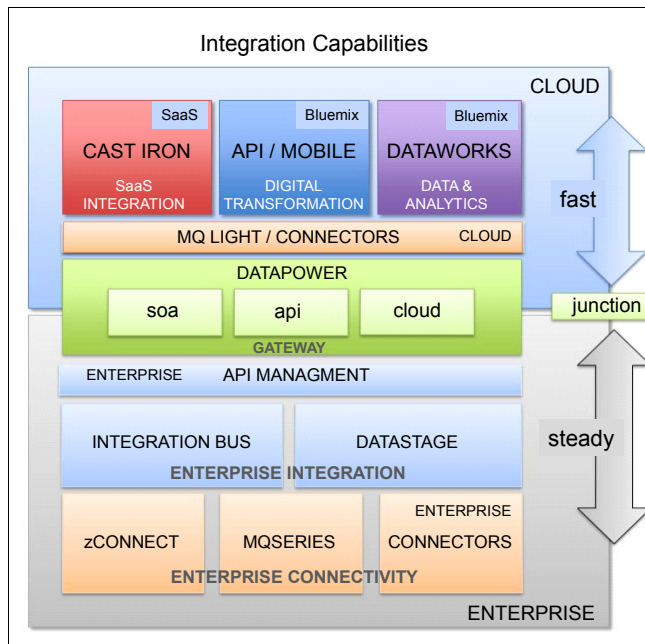 Integration Capabilities
CLOUD
SaaS
CAST IRON
SaaS
INTEGRATION
Bluemix
API / MOBILE
DIGITAL
TRANSFORMATION
Bluemix
DATAWORKS
DATA &
ANALYTICS
fast
MQ LIGHT / CONNECTORS CLOUD
DATAPOWER
soa api cloud
GATEWAY
junction
ENTERPRISE API MANAGMENT
INTEGRATION BUS DATASTAGE
ENTERPRISE INTEGRATION
steady
zCONNECT MQSERIES
ENTERPRISE
CONNECTORS
ENTERPRISE CONNECTIVITY
ENTERPRISE